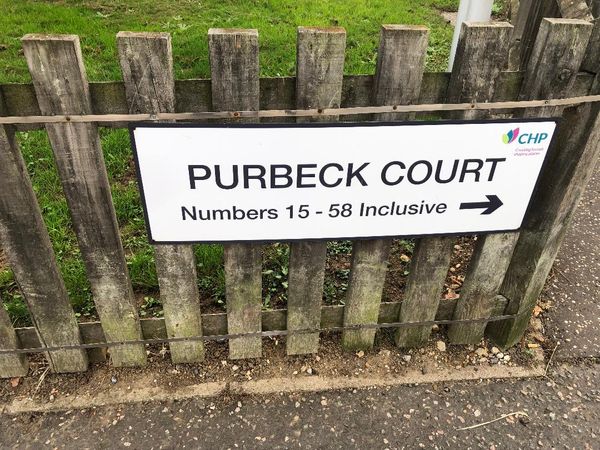 CHP
PURBECK COURT
Numbers 15 - 58 Inclusive →